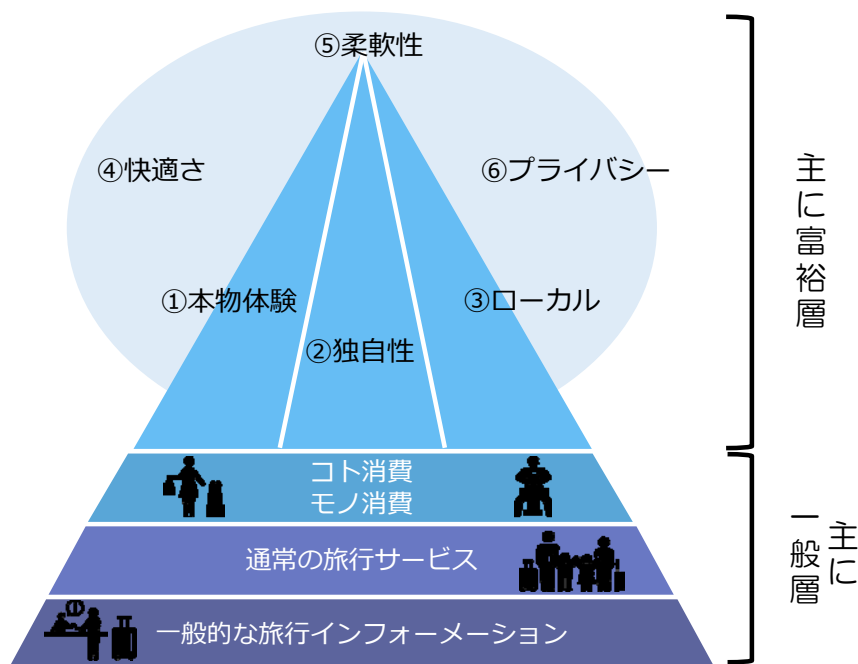 ⑤柔軟性
④快適さ
⑥プライバシー
①本物体験
③ローカル
②独自性
主に富裕層
コト消費
モノ消費
通常の旅行サービス
一般的な旅行インフォーメーション
主に
一般層